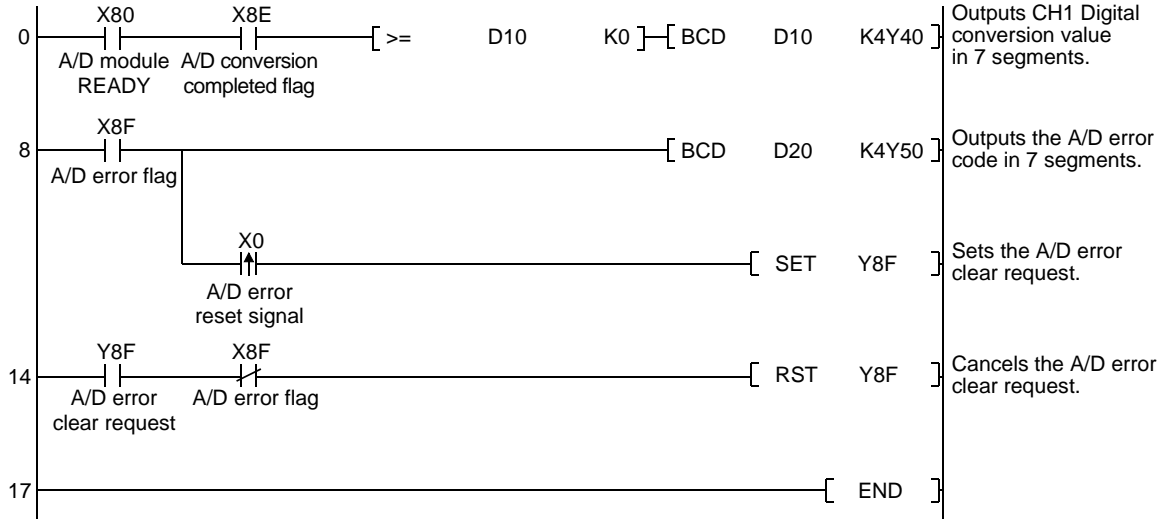 X80 X8E
0 [ >= D10 K0 ] [ BCD D10 K4Y40 ]
A/D module READY
A/D conversion completed flag
Outputs CH1 Digital
conversion value
in 7 segments.
X8F
8 [ BCD D20 K4Y50 ]
A/D error flag
Outputs the A/D error
code in 7 segments.
X0
[ SET Y8F ]
A/D error
reset signal
Sets the A/D error
clear request.
Y8F X8F
14 [ RST Y8F ]
A/D error
clear request
A/D error flag
Cancels the A/D error
clear request.
17 [ END ]